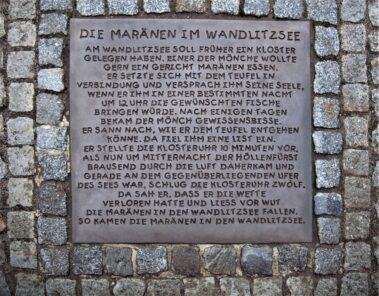 DIE MARÄNEN IM WANDLITZSEE
AM WANDLITZSEE SOLL FRÜHER EIN KLOSTER
GELEGEN HABEN. EINER DER MÖNCHE WOLLTE
GERN EIN GERICHT MARÄNEN ESSEN.
ER SETZTE SICH MIT DEM TEUFEL IN
VERBINDUNG UND VERSPRACH IHM SEINE SEELE,
WENN ER IHM IN EINER BESTIMMTEN NACHT
UM 12 UHR DIE GEWÜNSCHTEN FISCHE
BRINGEN WÜRDE. NACH EINIGEN TAGEN
BEKAM DER MÖNCH GEWISSENSBISSE.
ER SANN NACH, WIE ER DEM TEUFEL ENTGEHEN
KÖNNE. DA FIEL IHM EINE LIST EIN.
ER STELLTE DIE KLOSTERUHR 10 MINUTEN VOR.
ALS NUN UM MITTERNACHT DER HÖLLENFÜRST
BRAUSEND DURCH DIE LUFT DAHERKAM UND
GERADE AN DEM GEGENÜBERLIEGENDEN UFER
DES SEES WAR, SCHLUG DIE KLOSTERUHR ZWÖLF.
DA SAH ER, DASS ER DIE WETTE
VERLOREN HATTE UND LIESS VOR WUT
DIE MARÄNEN IN DEN WANDLITZSEE FALLEN.
SO KAMEN DIE MARÄNEN IN DEN WANDLITZSEE.